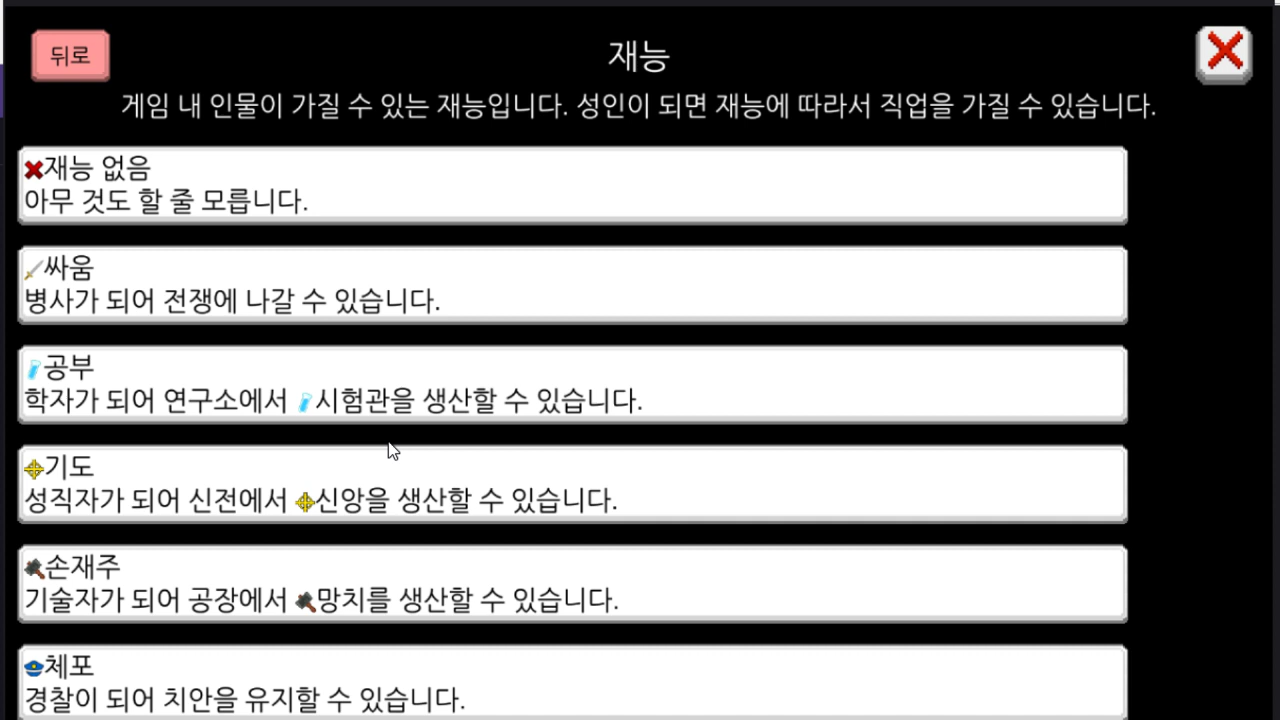 뒤로
재능
게임 내 인물이 가질 수 있는 재능입니다. 성인이 되면 재능에 따라서 직업을 가질 수 있습니다.
재능 없음
아무 것도 할 줄 모릅니다.
싸움
병사가 되어 전쟁에 나갈 수 있습니다.
공부
학자가 되어 연구소에서 시험관을 생산할 수 있습니다.
기도
성직자가 되어 신전에서 신앙을 생산할 수 있습니다.
손재주
기술자가 되어 공장에서 망치를 생산할 수 있습니다.
체포
경찰이 되어 치안을 유지할 수 있습니다.